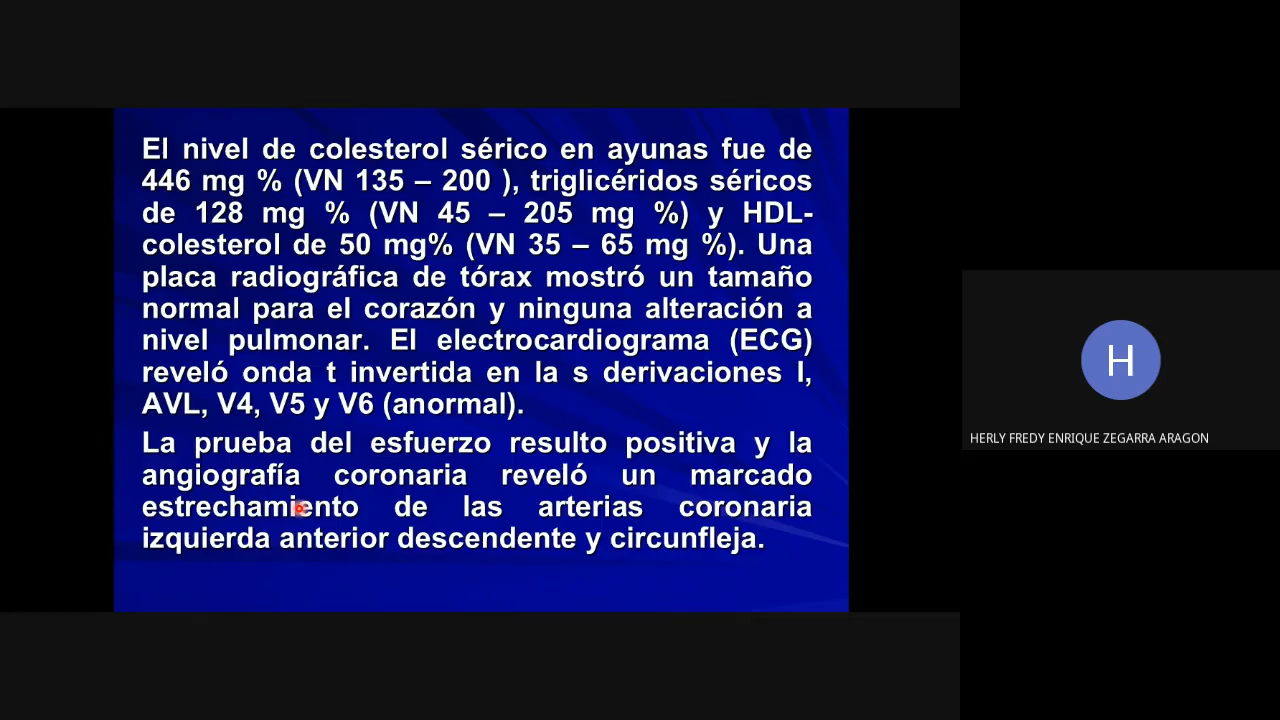 El nivel de colesterol sérico en ayunas fue de
446 mg % (VN 135 – 200 ), triglicéridos séricos
de 128 mg % (VN 45 – 205 mg %) y HDL-
colesterol de 50 mg% (VN 35 – 65 mg %). Una
placa radiográfica de tórax mostró un tamaño
normal para el corazón y ninguna alteración a
nivel pulmonar. El electrocardiograma (ECG)
reveló onda t invertida en la s derivaciones I,
AVL, V4, V5 y V6 (anormal).
La prueba del esfuerzo resulto positiva y la
angiografía coronaria reveló un marcado
estrechamiento de las arterias coronaria
izquierda anterior descendente y circunfleja.
H
HERLY FREDY ENRIQUE ZEGARRA ARAGON